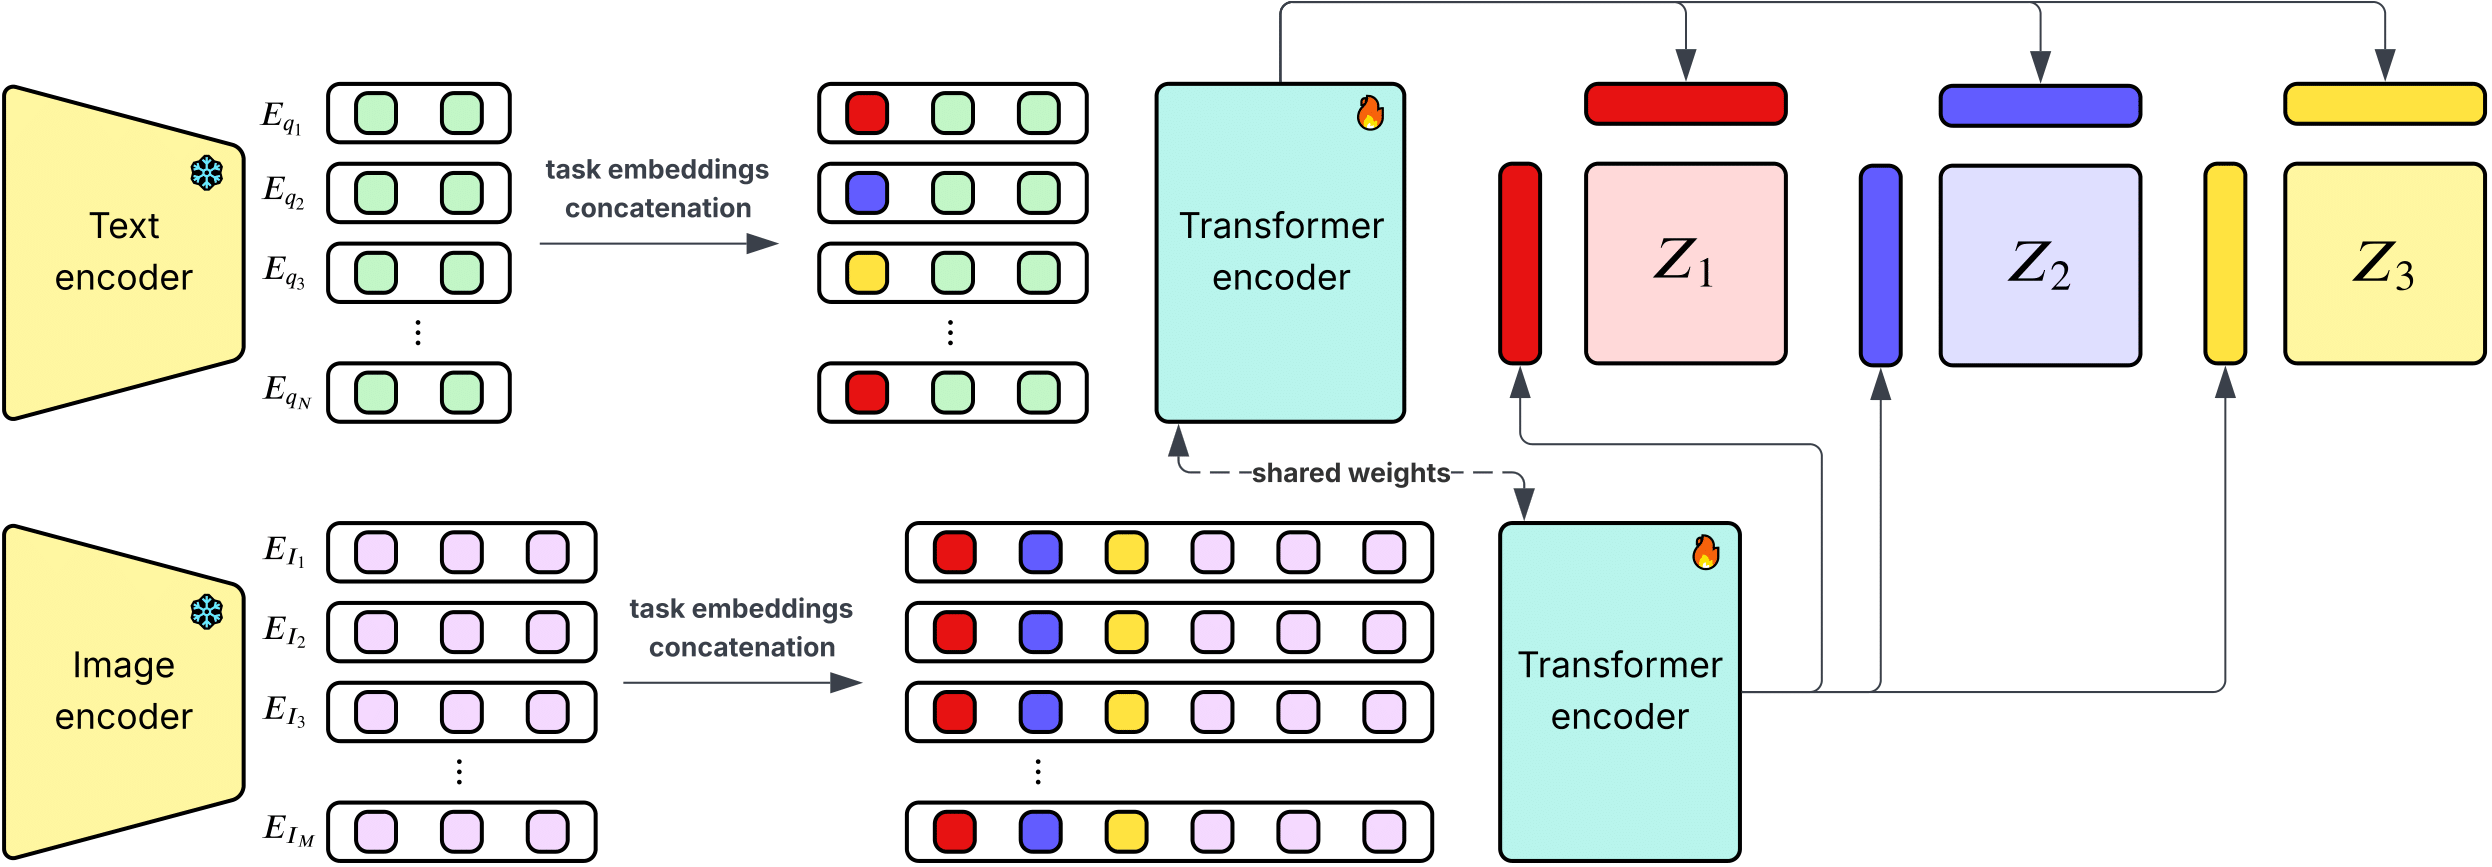 Text
encoder
E_{q_1}
E_{q_2}
E_{q_3}
⋮
E_{q_N}
task embeddings
concatenation
⋮
Transformer
encoder
Z_1
Z_2
Z_3
shared weights
Image
encoder
E_{I_1}
E_{I_2}
E_{I_3}
⋮
E_{I_M}
task embeddings
concatenation
⋮
Transformer
encoder